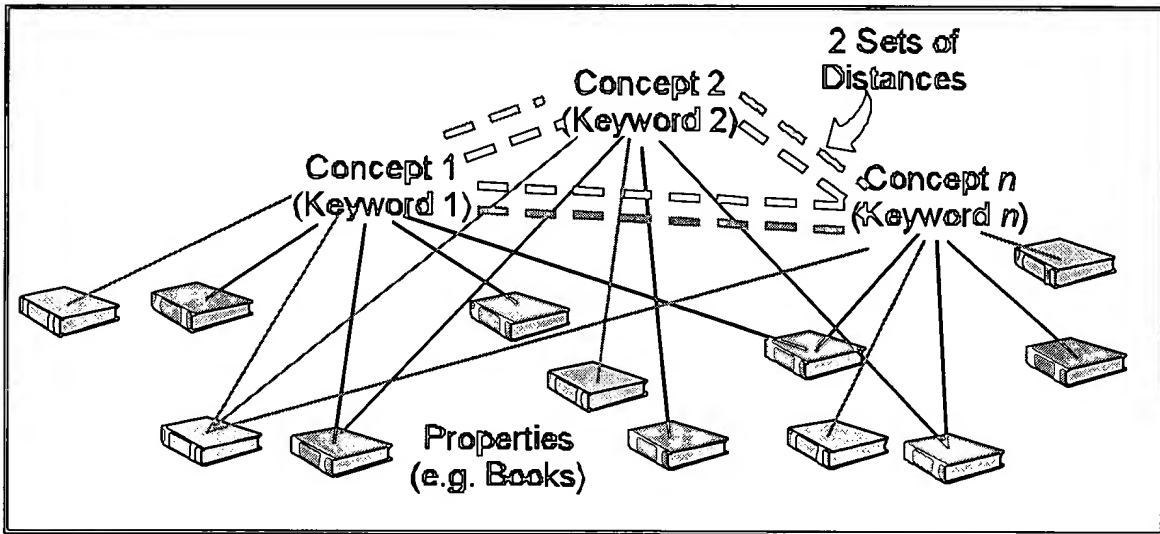 2 Sets of
Distances
Concept 2
(Keyword 2)
Concept 1
(Keyword 1)
Concept n
(Keyword n)
Properties
(e.g. Books)